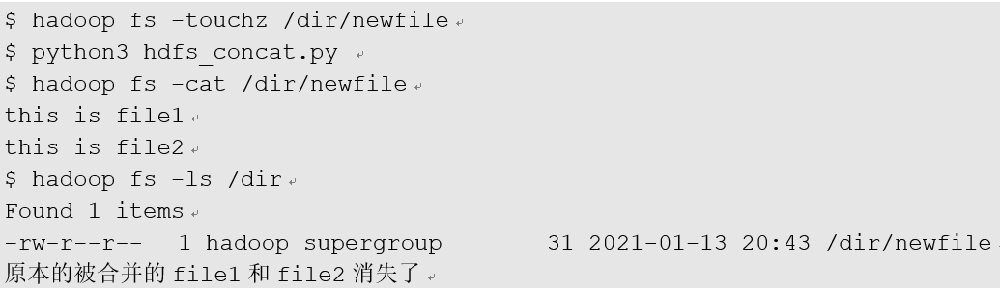 $ hadoop fs -touchz /dir/newfile
$ python3 hdfs_concat.py
$ hadoop fs -cat /dir/newfile
this is file1
this is file2
$ hadoop fs -ls /dir
Found 1 items
-rw-r--r--   1 hadoop supergroup         31 2021-01-13 20:43 /dir/newfile
原本的被合并的 file1 和 file2 消失了